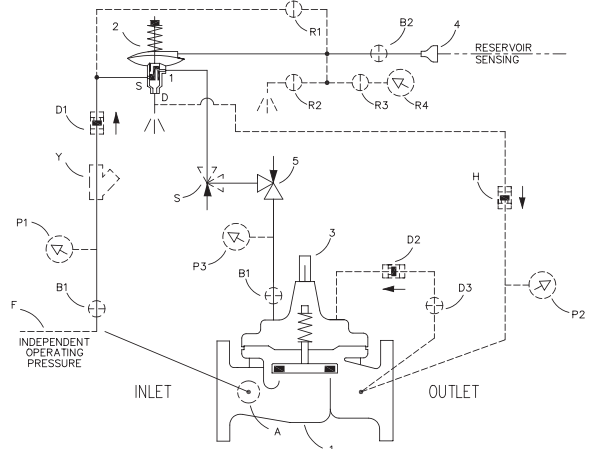 R1
2
B2
4
RESERVOIR
SENSING
S
1
D
R2
R3
R4
D1
Y
5
S
H
P1
P3
3
D2
B1
B1
D3
F
P2
INDEPENDENT
OPERATING
PRESSURE
INLET
OUTLET
A